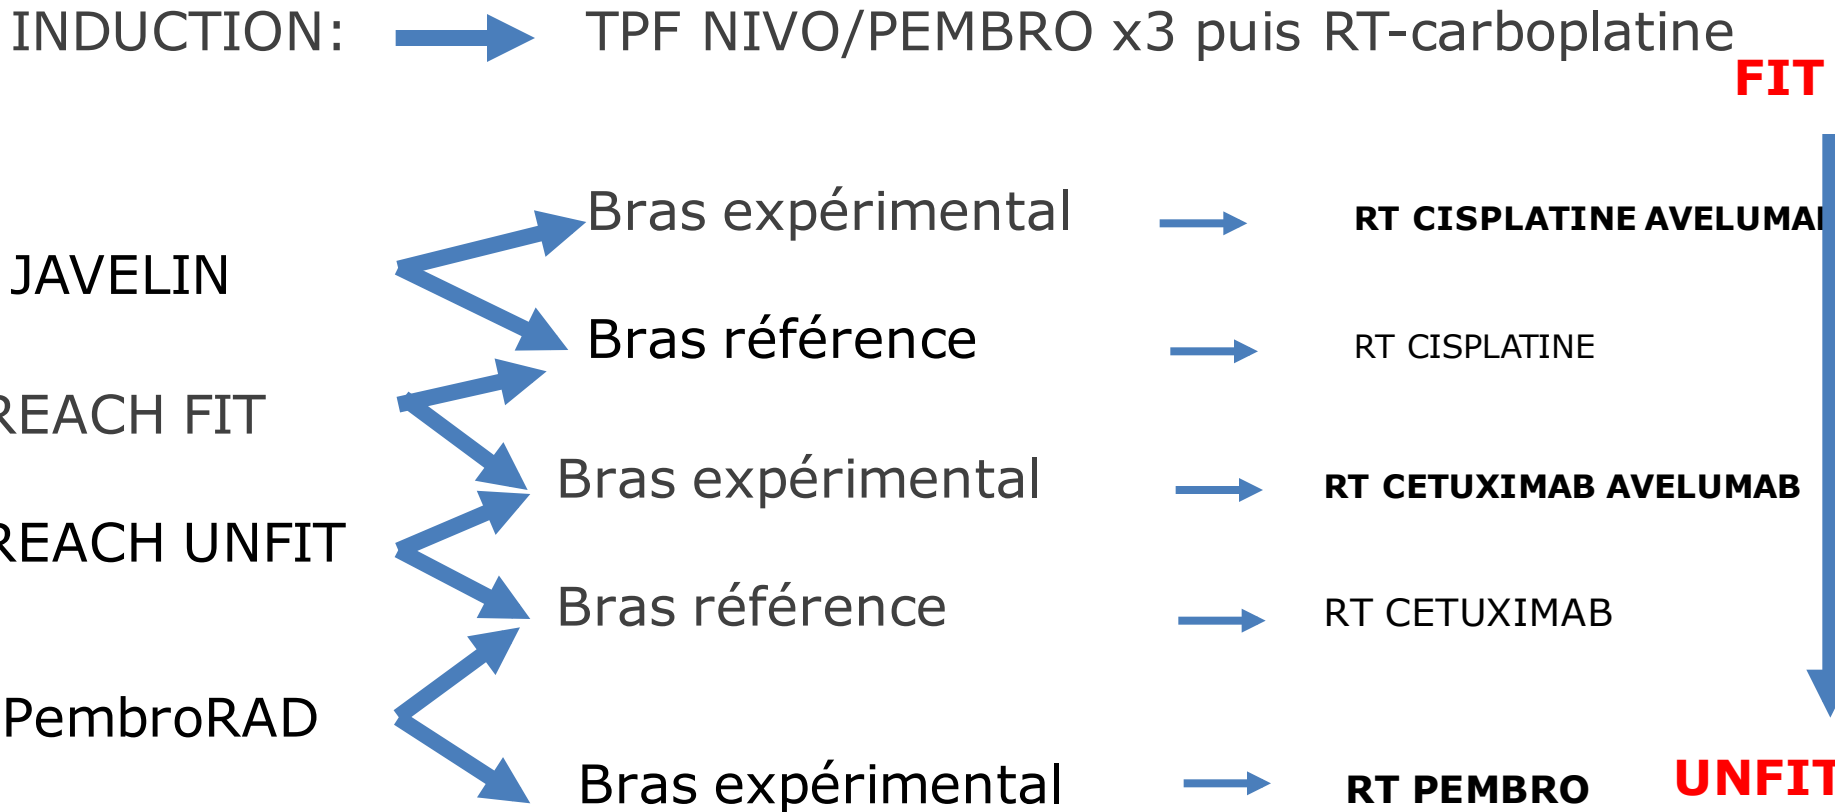 INDUCTION: TPF NIVO/PEMBRO x3 puis RT-carboplatine
FIT
Bras expérimental RT CISPLATINE AVELUMA
JAVELIN
Bras référence RT CISPLATINE
REACH FIT
Bras expérimental RT CETUXIMAB AVELUMAB
REACH UNFIT
Bras référence RT CETUXIMAB
PembroRAD
Bras expérimental RT PEMBRO UNFIT